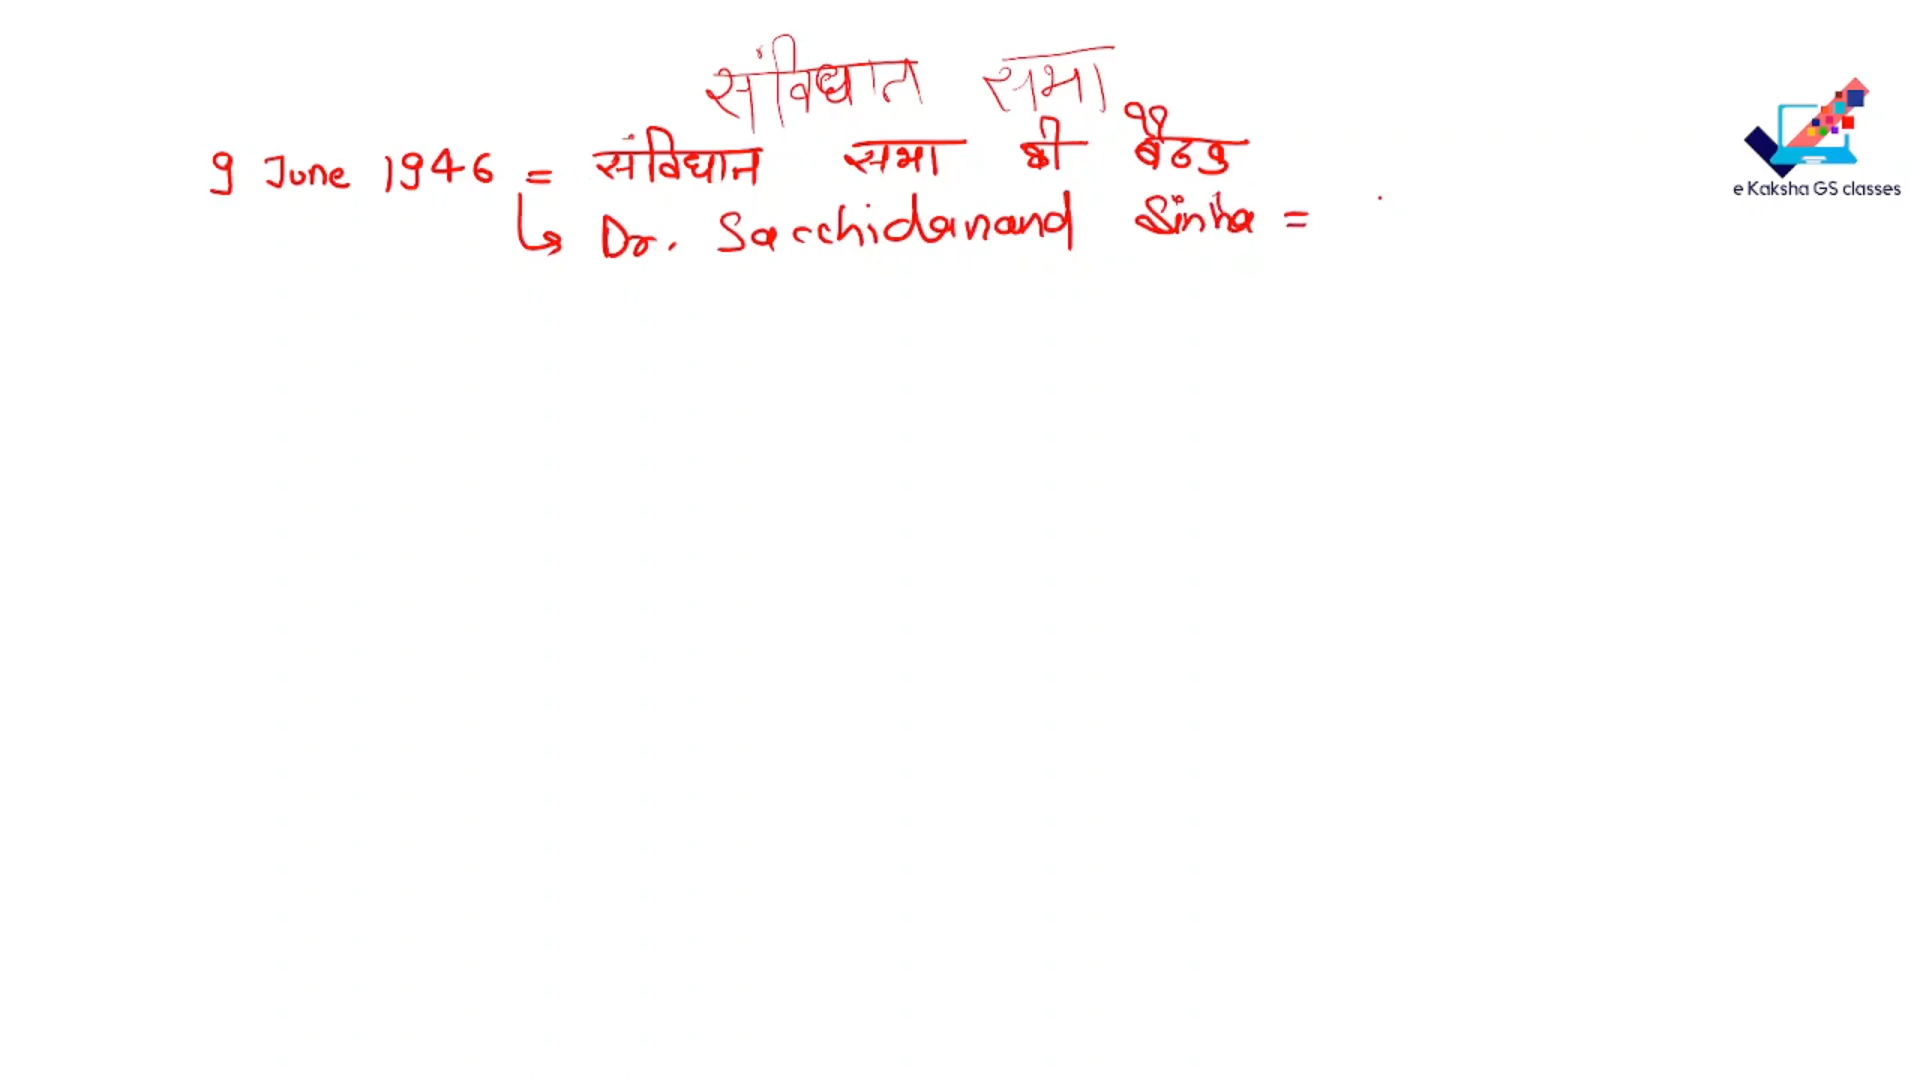 संविधान सभा
9 June 1946 = संविधान सभा की बैठक
↳ Dr. Sacchidanand Sinha =
e Kaksha GS classes